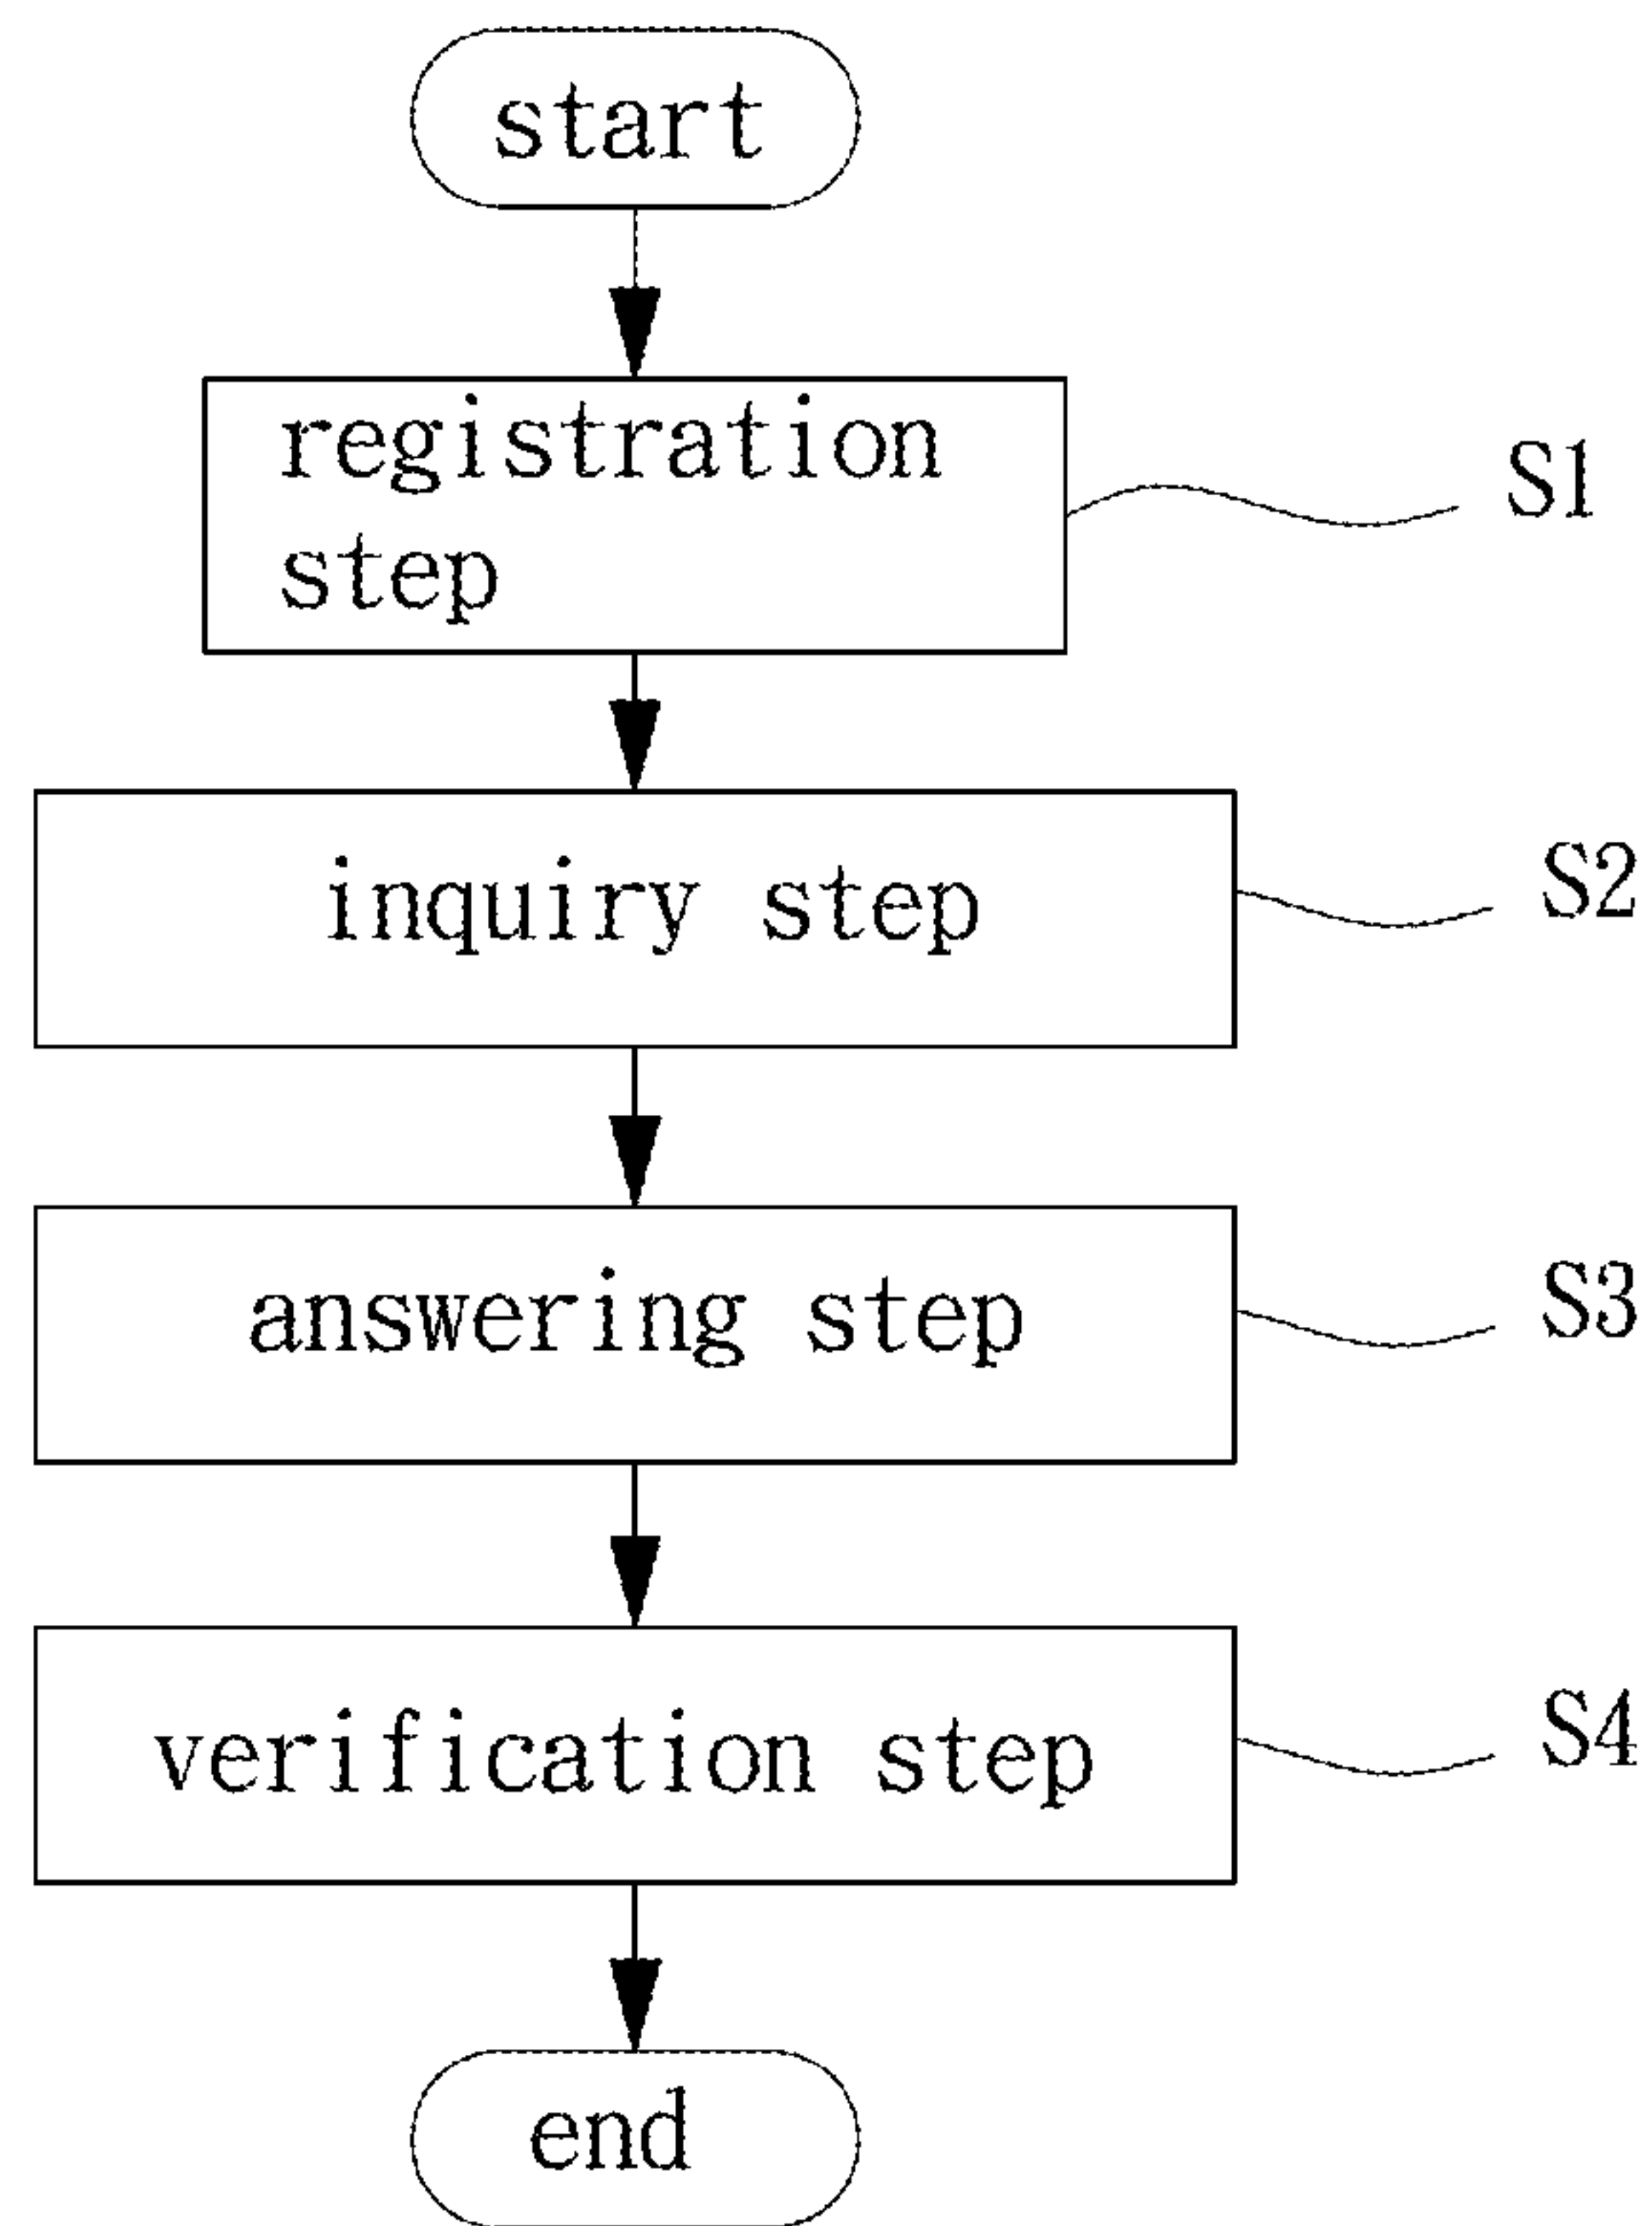 start
registration
step
S1
inquiry step
S2
answering step
S3
verification step
S4
end